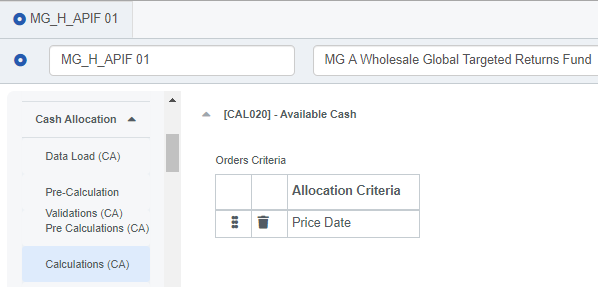 MG_H_APIF 01
MG_H_APIF 01
MG A Wholesale Global Targeted Returns Fund
Cash Allocation
Data Load (CA)
Pre-Calculation
Validations (CA)
Pre Calculations (CA)
Calculations (CA)
[CAL020] - Available Cash
Orders Criteria
Allocation Criteria
Price Date